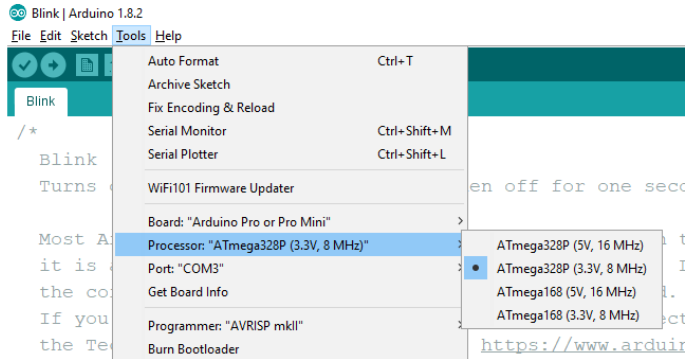 Blink | Arduino 1.8.2
File Edit Sketch Tools Help
Auto Format Ctrl+T
Archive Sketch
Fix Encoding & Reload
Serial Monitor Ctrl+Shift+M
Serial Plotter Ctrl+Shift+L
WiFi101 Firmware Updater
Board: "Arduino Pro or Pro Mini"
Processor: "ATmega328P (3.3V, 8 MHz)"
Port: "COM3"
Get Board Info
Programmer: "AVRISP mkII"
Burn Bootloader
ATmega328P (5V, 16 MHz)
ATmega328P (3.3V, 8 MHz)
ATmega168 (5V, 16 MHz)
ATmega168 (3.3V, 8 MHz)
Blink
/*
Blink
Turns en off for one seco
Most A
it is
the co
If you ect
the Te https://www.arduin